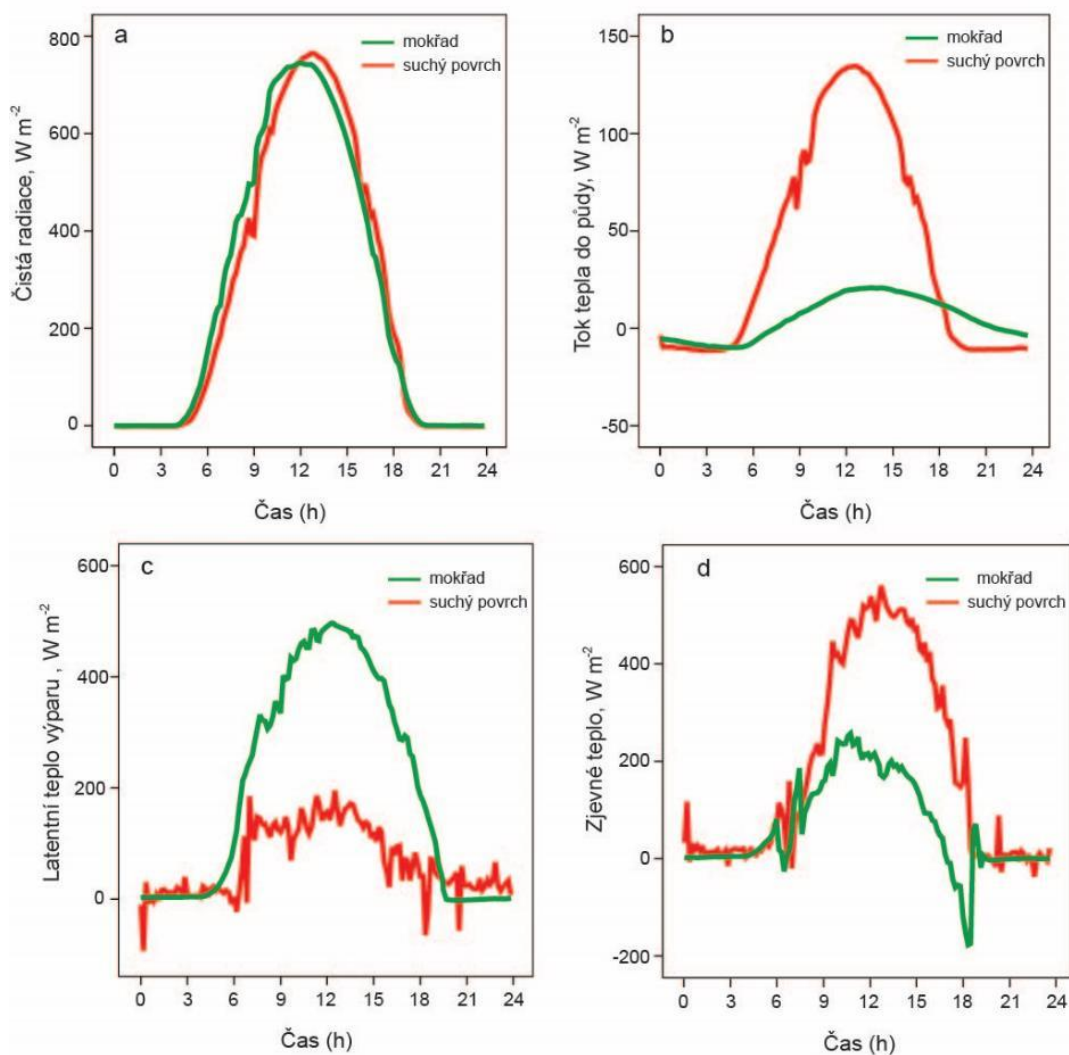 a
mokřad
suchý povrch
800
600
400
200
0
Čistá radiace, W m⁻²
0 3 6 9 12 15 18 21 24
Čas (h)
b
mokřad
suchý povrch
150
100
50
0
-50
Tok tepla do půdy, W m⁻²
0 3 6 9 12 15 18 21 24
Čas (h)
c
mokřad
suchý povrch
600
400
200
0
Latentní teplo výparu , W m⁻²
0 3 6 9 12 15 18 21 24
Čas (h)
d
mokřad
suchý povrch
600
400
200
0
-200
Zjevné teplo, W m⁻²
0 3 6 9 12 15 18 21 24
Čas (h)